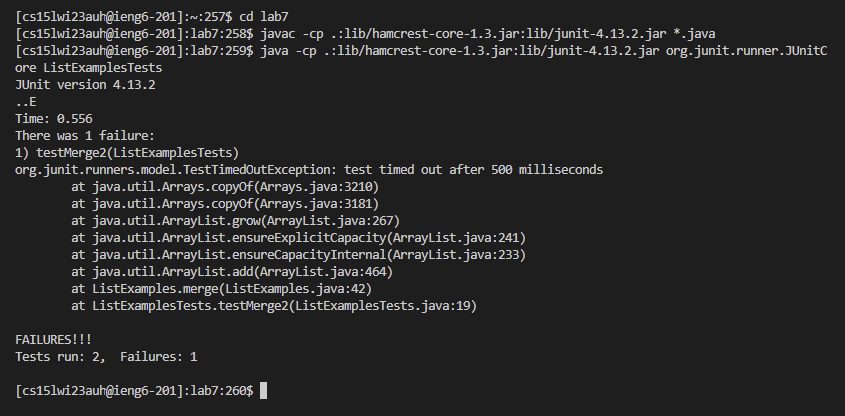 [cs15lwi23auh@ieng6-201]:~:257$ cd lab7
[cs15lwi23auh@ieng6-201]:lab7:258$ javac -cp .:lib/hamcrest-core-1.3.jar:lib/junit-4.13.2.jar *.java
[cs15lwi23auh@ieng6-201]:lab7:259$ java -cp .:lib/hamcrest-core-1.3.jar:lib/junit-4.13.2.jar org.junit.runner.JUnitC
ore ListExamplesTests
JUnit version 4.13.2
..E
Time: 0.556
There was 1 failure:
1) testMerge2(ListExamplesTests)
org.junit.runners.model.TestTimedOutException: test timed out after 500 milliseconds
        at java.util.Arrays.copyOf(Arrays.java:3210)
        at java.util.Arrays.copyOf(Arrays.java:3181)
        at java.util.ArrayList.grow(ArrayList.java:267)
        at java.util.ArrayList.ensureExplicitCapacity(ArrayList.java:241)
        at java.util.ArrayList.ensureCapacityInternal(ArrayList.java:233)
        at java.util.ArrayList.add(ArrayList.java:464)
        at ListExamples.merge(ListExamples.java:42)
        at ListExamplesTests.testMerge2(ListExamplesTests.java:19)

FAILURES!!!
Tests run: 2,  Failures: 1

[cs15lwi23auh@ieng6-201]:lab7:260$